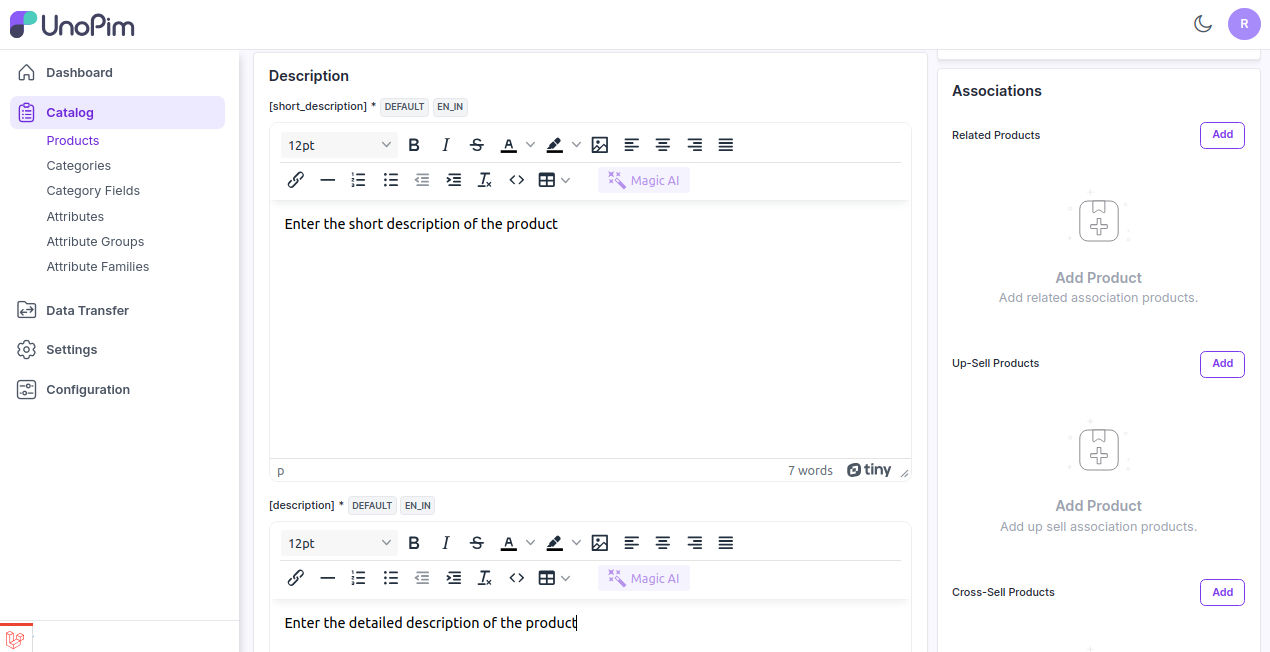 UnoPim
R
Dashboard
Catalog
Products
Categories
Category Fields
Attributes
Attribute Groups
Attribute Families
Data Transfer
Settings
Configuration
Description
[short_description] * DEFAULT EN_IN
12pt B I S A
Magic AI
Enter the short description of the product
p 7 words tiny
[description] * DEFAULT EN_IN
12pt B I S A
Magic AI
Enter the detailed description of the product
Associations
Related Products Add
Add Product
Add related association products.
Up-Sell Products Add
Add Product
Add up sell association products.
Cross-Sell Products Add